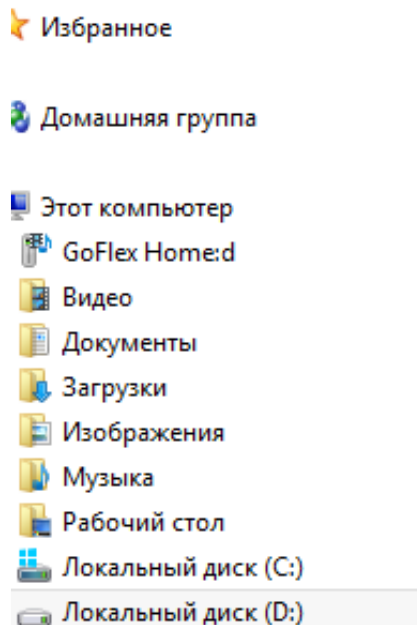 Избранное
Домашняя группа
Этот компьютер
GoFlex Home:d
Видео
Документы
Загрузки
Изображения
Музыка
Рабочий стол
Локальный диск (C:)
Локальный диск (D:)